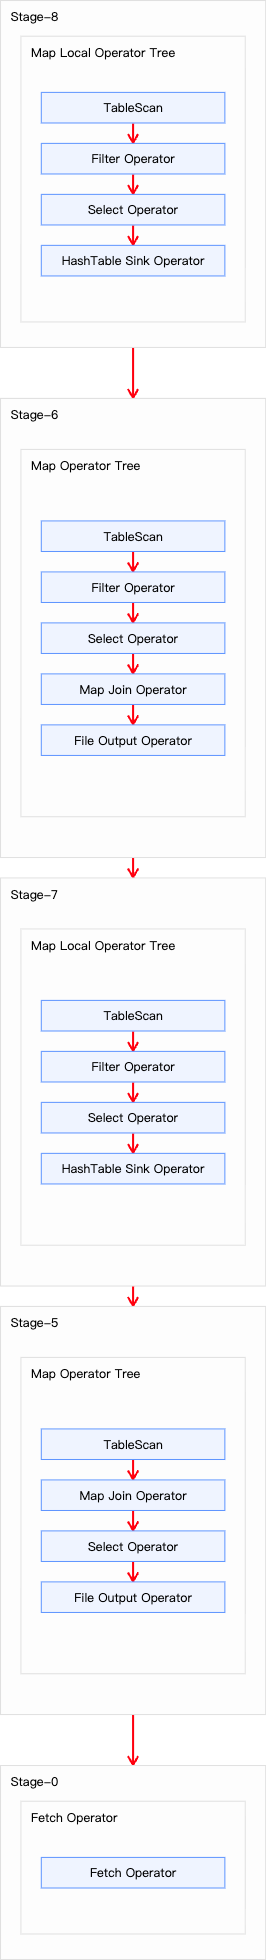 Stage-8
Map Local Operator Tree
TableScan
Filter Operator
Select Operator
HashTable Sink Operator
Stage-6
Map Operator Tree
TableScan
Filter Operator
Select Operator
Map Join Operator
File Output Operator
Stage-7
Map Local Operator Tree
TableScan
Filter Operator
Select Operator
HashTable Sink Operator
Stage-5
Map Operator Tree
TableScan
Map Join Operator
Select Operator
File Output Operator
Stage-0
Fetch Operator
Fetch Operator